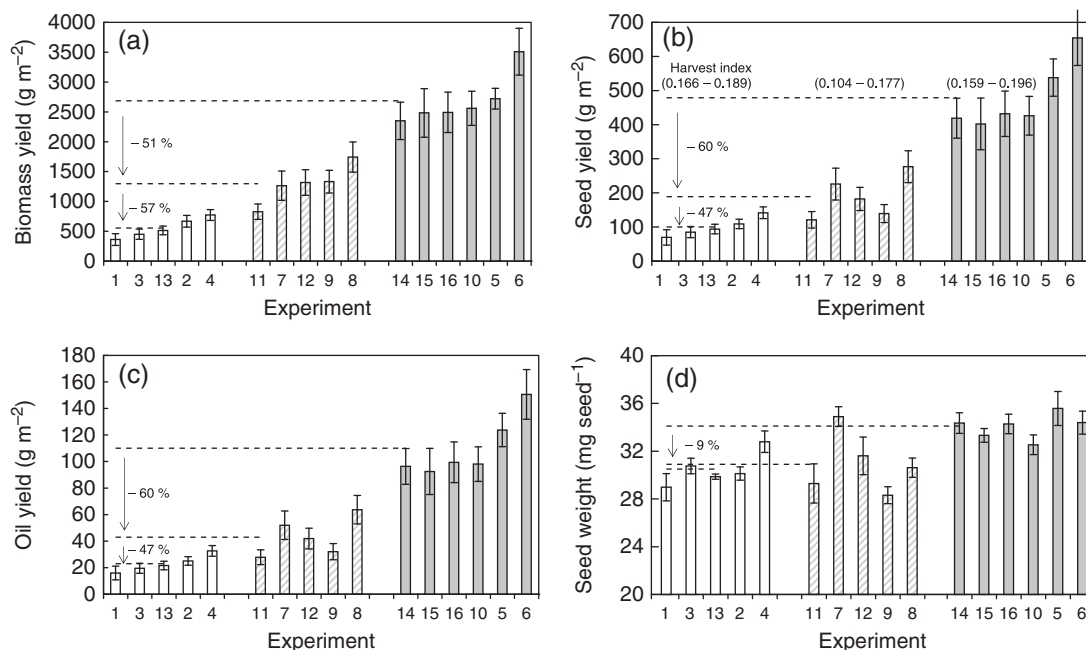 (a)
Biomass yield (g m⁻²)
4000
3500
3000
2500
2000
1500
1000
500
0
− 51 %
− 57 %
1 3 13 2 4 11 7 12 9 8 14 15 16 10 5 6
Experiment
(b)
Seed yield (g m⁻²)
700
600
500
400
300
200
100
0
Harvest index
(0.166 – 0.189) (0.104 – 0.177) (0.159 – 0.196)
− 60 %
− 47 %
1 3 13 2 4 11 7 12 9 8 14 15 16 10 5 6
Experiment
(c)
Oil yield (g m⁻²)
180
160
140
120
100
80
60
40
20
0
− 60 %
− 47 %
1 3 13 2 4 11 7 12 9 8 14 15 16 10 5 6
Experiment
(d)
Seed weight (mg seed⁻¹)
40
38
36
34
32
30
28
26
24
22
20
− 9 %
1 3 13 2 4 11 7 12 9 8 14 15 16 10 5 6
Experiment